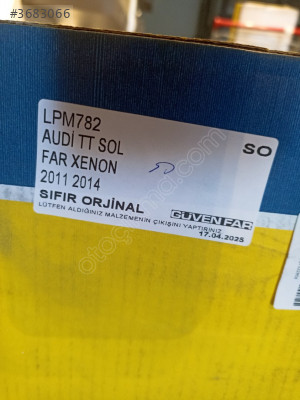 #3683066
LPM782
AUDİ TT SOL
FAR XENON
2011 2014
SO
SIFIR ORJİNAL
GÜVEN FAR
LÜTFEN ALDIĞINIZ MALZEMENİN ÇIKIŞINI YAPTIRINIZ
17.04.2025